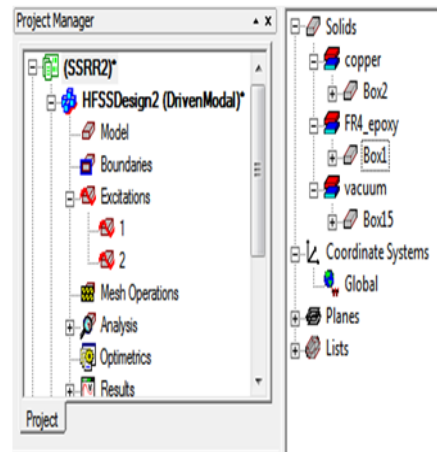 Project Manager
(SSRR2)*
HFSSDesign2 (DrivenModal)*
Model
Boundaries
Excitations
1
2
Mesh Operations
Analysis
Optimetrics
Results
Project
Solids
copper
Box2
FR4_epoxy
Box1
vacuum
Box15
Coordinate Systems
Global
Planes
Lists